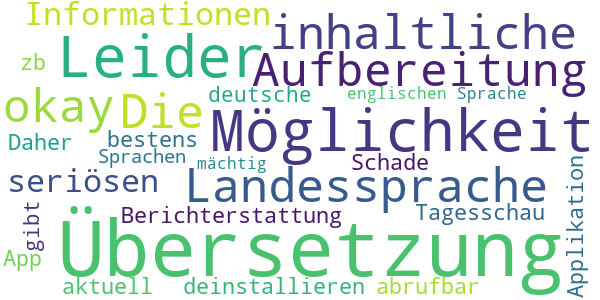 Informationen
inhaltliche
Leider
zb
Aufbereitung
okay
Die
deutsche
englischen
Sprache
Möglichkeit
Daher
bestens
Sprachen
mächtig
Schade
seriösen
Landessprache
Applikation
gibt
Berichterstattung
Tagesschau
Übersetzung
App
aktuell
deinstallieren
abrufbar